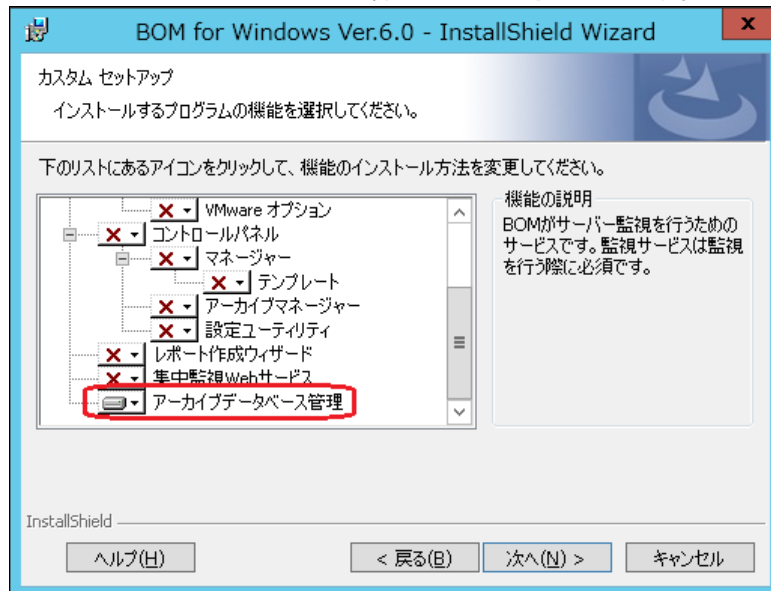 BOM for Windows Ver.6.0 - InstallShield Wizard
カスタム セットアップ
インストールするプログラムの機能を選択してください。
下のリストにあるアイコンをクリックして、機能のインストール方法を変更してください。
VMware オプション
コントロールパネル
マネージャー
テンプレート
アーカイブマネージャー
設定ユーティリティ
レポート作成ウィザード
集中監視Webサービス
アーカイブデータベース管理
機能の説明
BOMがサーバー監視を行うための
サービスです。監視サービスは監視
を行う際に必須です。
InstallShield
ヘルプ(H)
< 戻る(B)
次へ(N) >
キャンセル